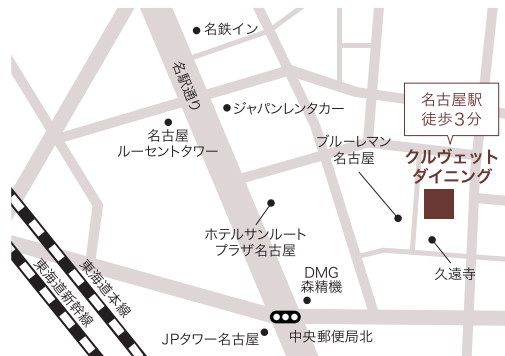 名鉄イン
名駅通り
ジャパンレンタカー
名古屋駅
徒歩3分
名古屋
ルーセントタワー
ブルーレマン
名古屋
クルヴェット
ダイニング
ホテルサンルート
プラザ名古屋
久遠寺
東海道本線
東海道新幹線
DMG
森精機
JPタワー名古屋
中央郵便局北